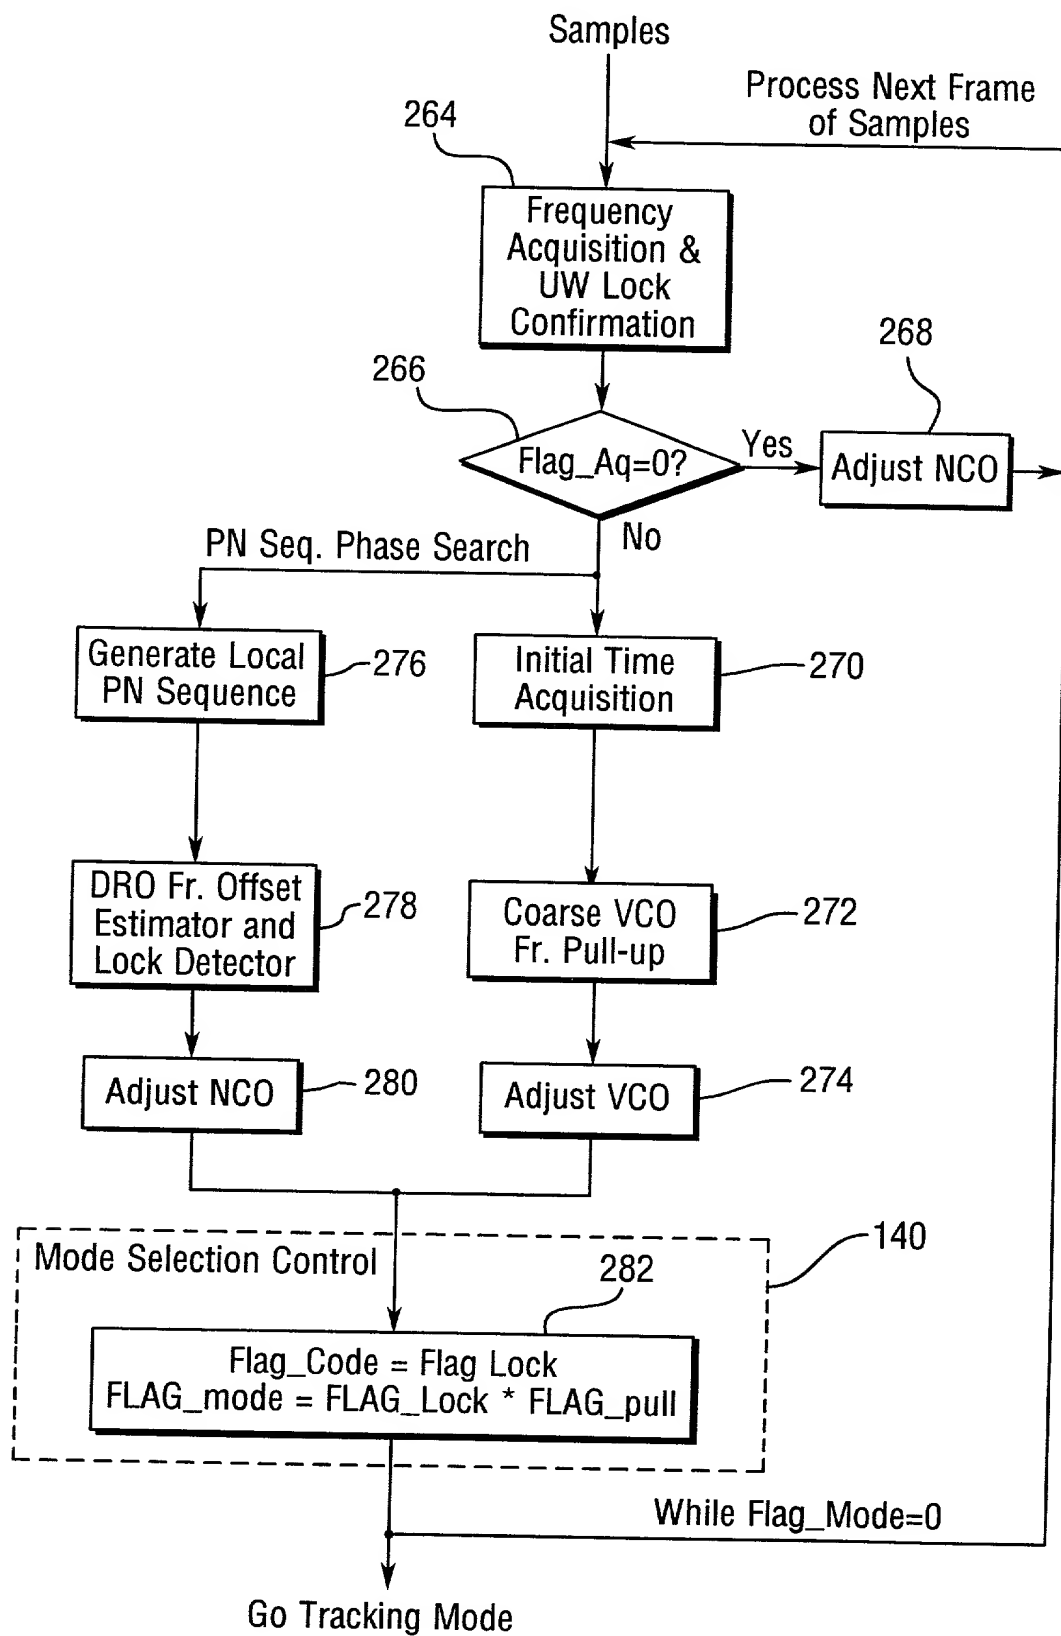 Samples
Process Next Frame
of Samples
264
Frequency
Acquisition &
UW Lock
Confirmation
268
266
Flag_Aq=0?
Yes
Adjust NCO
No
PN Seq. Phase Search
Generate Local
PN Sequence
276
Initial Time
Acquisition
270
DRO Fr. Offset
Estimator and
Lock Detector
278
Coarse VCO
Fr. Pull-up
272
Adjust NCO
280
Adjust VCO
274
140
Mode Selection Control
282
Flag_Code = Flag Lock
FLAG_mode = FLAG_Lock * FLAG_pull
While Flag_Mode=0
Go Tracking Mode